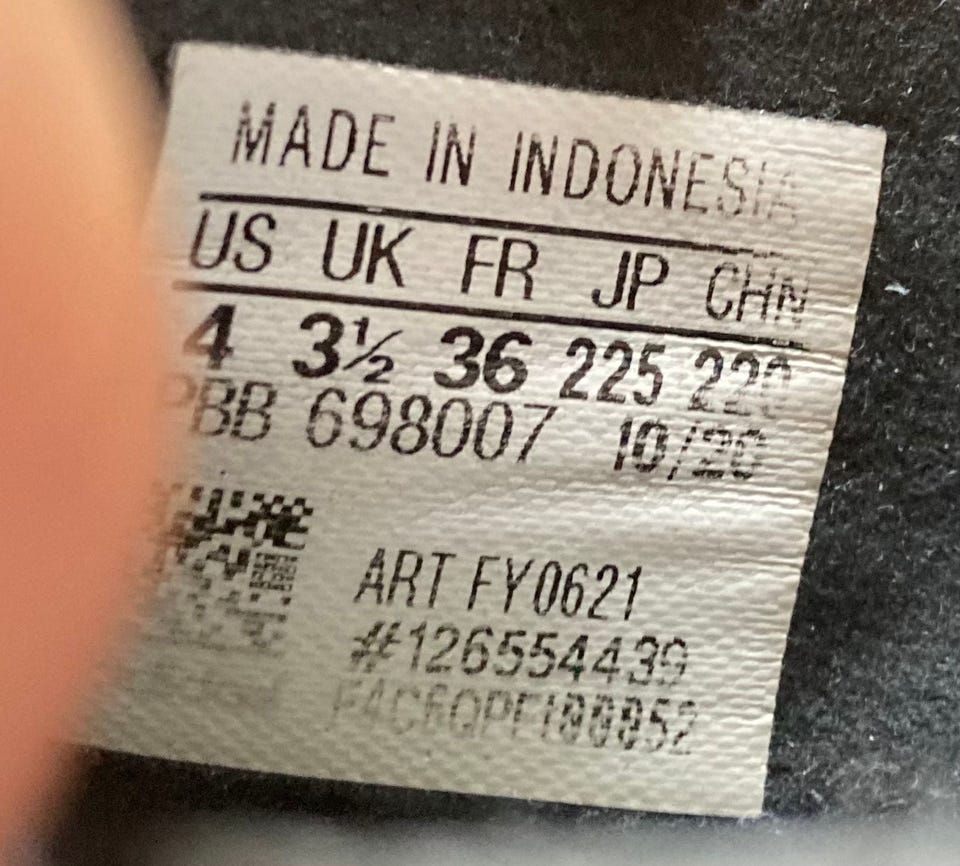 MADE IN INDONESIA
US UK FR JP CHN
4 3½ 36 225 220
698007 10/20
ART FY0621
#126554439